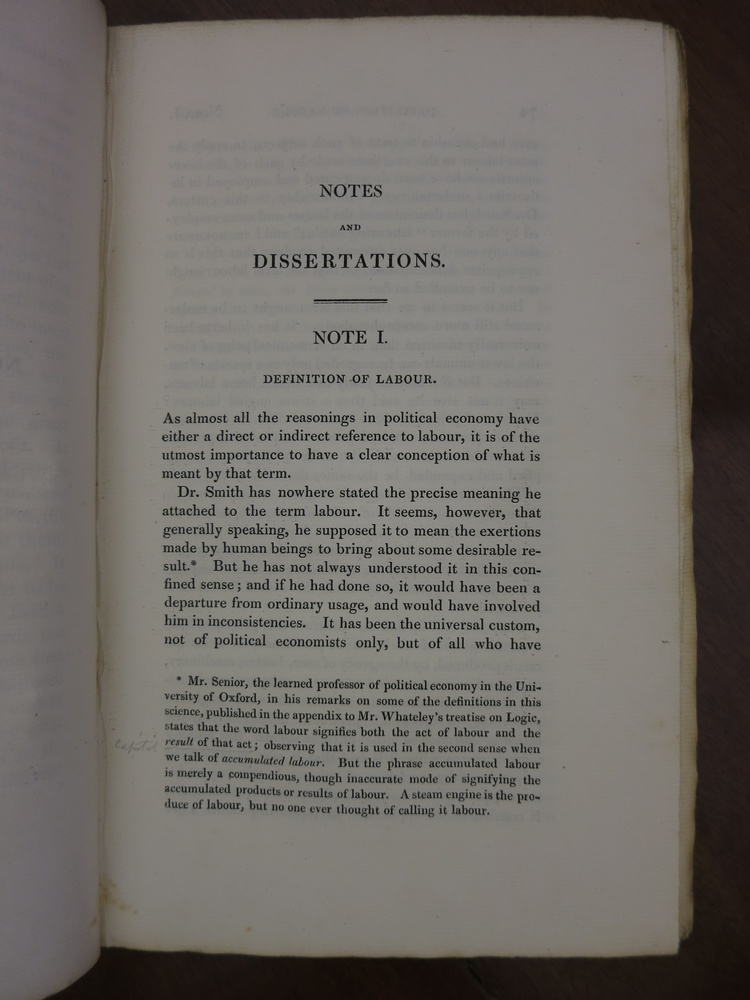 NOTES
AND
DISSERTATIONS.
NOTE I.
DEFINITION OF LABOUR.
As almost all the reasonings in political economy have
either a direct or indirect reference to labour, it is of the
utmost importance to have a clear conception of what is
meant by that term.
Dr. Smith has nowhere stated the precise meaning he
attached to the term labour. It seems, however, that
generally speaking, he supposed it to mean the exertions
made by human beings to bring about some desirable re-
sult.* But he has not always understood it in this con-
fined sense; and if he had done so, it would have been a
departure from ordinary usage, and would have involved
him in inconsistencies. It has been the universal custom,
not of political economists only, but of all who have
* Mr. Senior, the learned professor of political economy in the Uni-
versity of Oxford, in his remarks on some of the definitions in this
science, published in the appendix to Mr. Whateley's treatise on Logic,
states that the word labour signifies both the act of labour and the
result of that act; observing that it is used in the second sense when
we talk of accumulated labour. But the phrase accumulated labour
is merely a compendious, though inaccurate mode of signifying the
accumulated products or results of labour. A steam engine is the pro-
duce of labour, but no one ever thought of calling it labour.